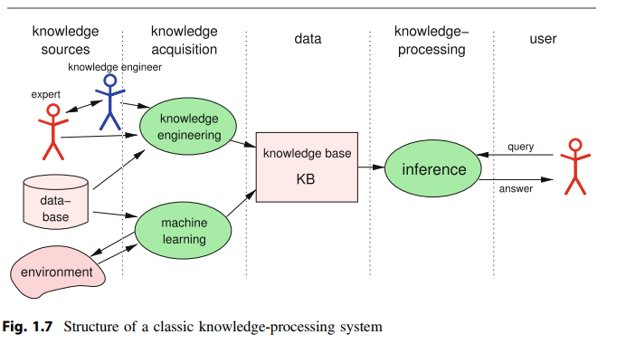 knowledge
sources
knowledge
acquisition
data
knowledge–
processing
user
knowledge engineer
expert
knowledge
engineering
data–
base
machine
learning
environment
knowledge base
KB
inference
query
answer
Fig. 1.7 Structure of a classic knowledge-processing system